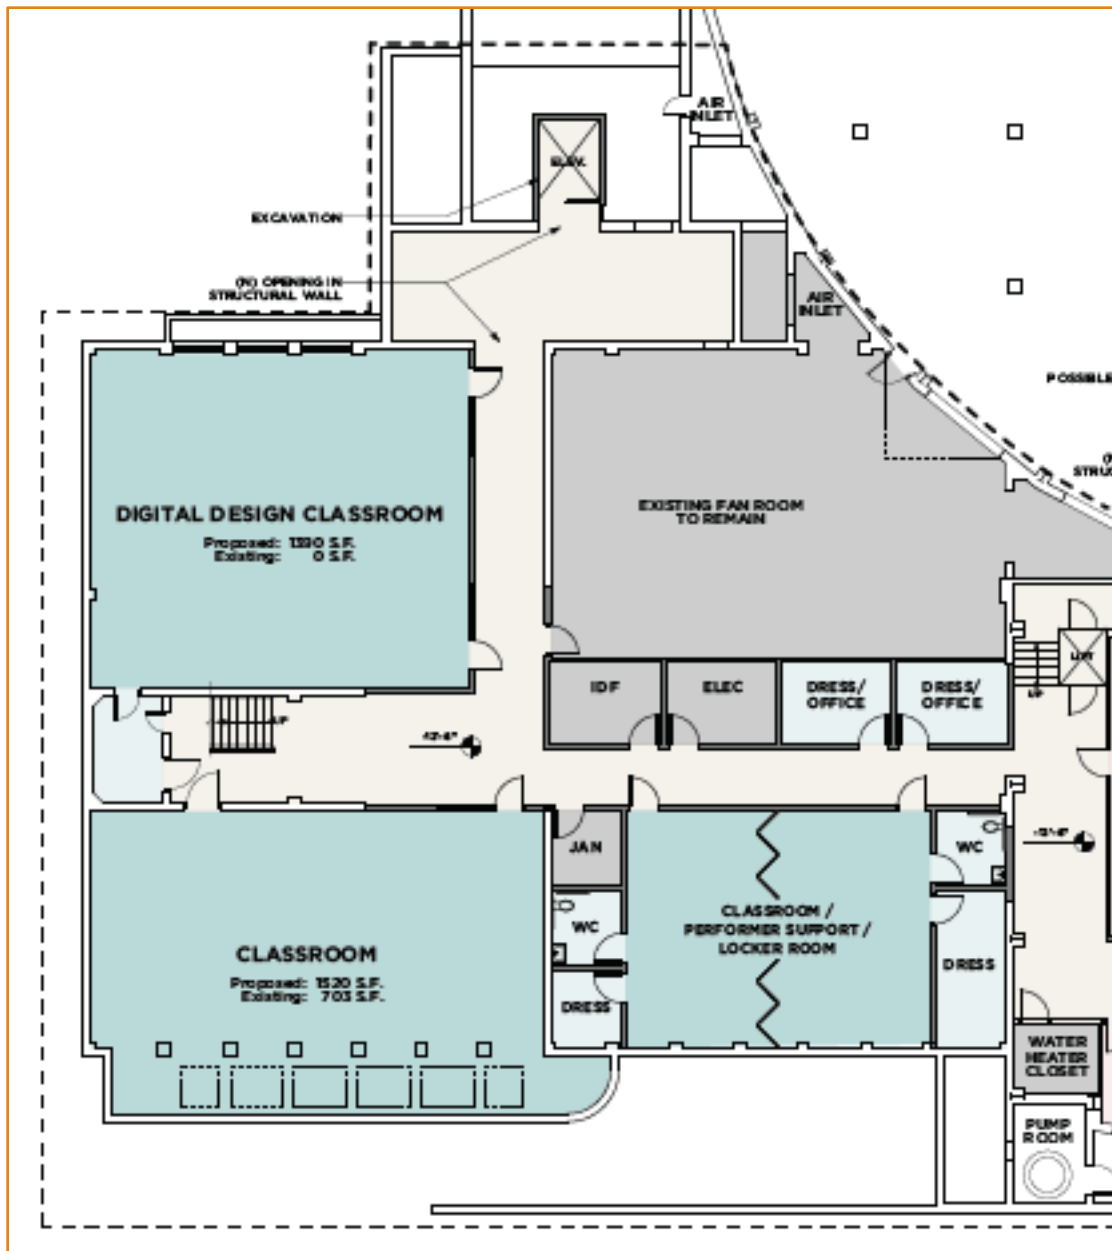 AIR
INLET
ELEV.
EXCAVATION
(N) OPENING IN
STRUCTURAL WALL
AIR
INLET
POSSIBLE
DIGITAL DESIGN CLASSROOM
Proposed: 1390 S.F.
Existing: 0 S.F.
EXISTING FAN ROOM
TO REMAIN
(N
STRUC
IDF
ELEC
DRESS/
OFFICE
DRESS/
OFFICE
LIFT
UP
UP
JAN
WC
WC
CLASSROOM /
PERFORMER SUPPORT /
LOCKER ROOM
CLASSROOM
Proposed: 1520 S.F.
Existing: 703 S.F.
DRESS
DRESS
WATER
HEATER
CLOSET
PUMP
ROOM